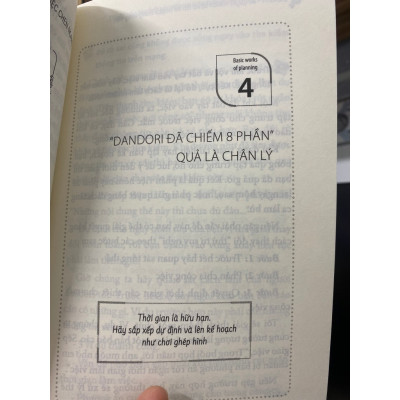 Basic works
of planning
4
"DANDORI ĐÃ CHIẾM 8 PHẦN"
QUẢ LÀ CHÂN LÝ
Thời gian là hữu hạn.
Hãy sắp xếp dự định và lên kế hoạch
như chơi ghép hình